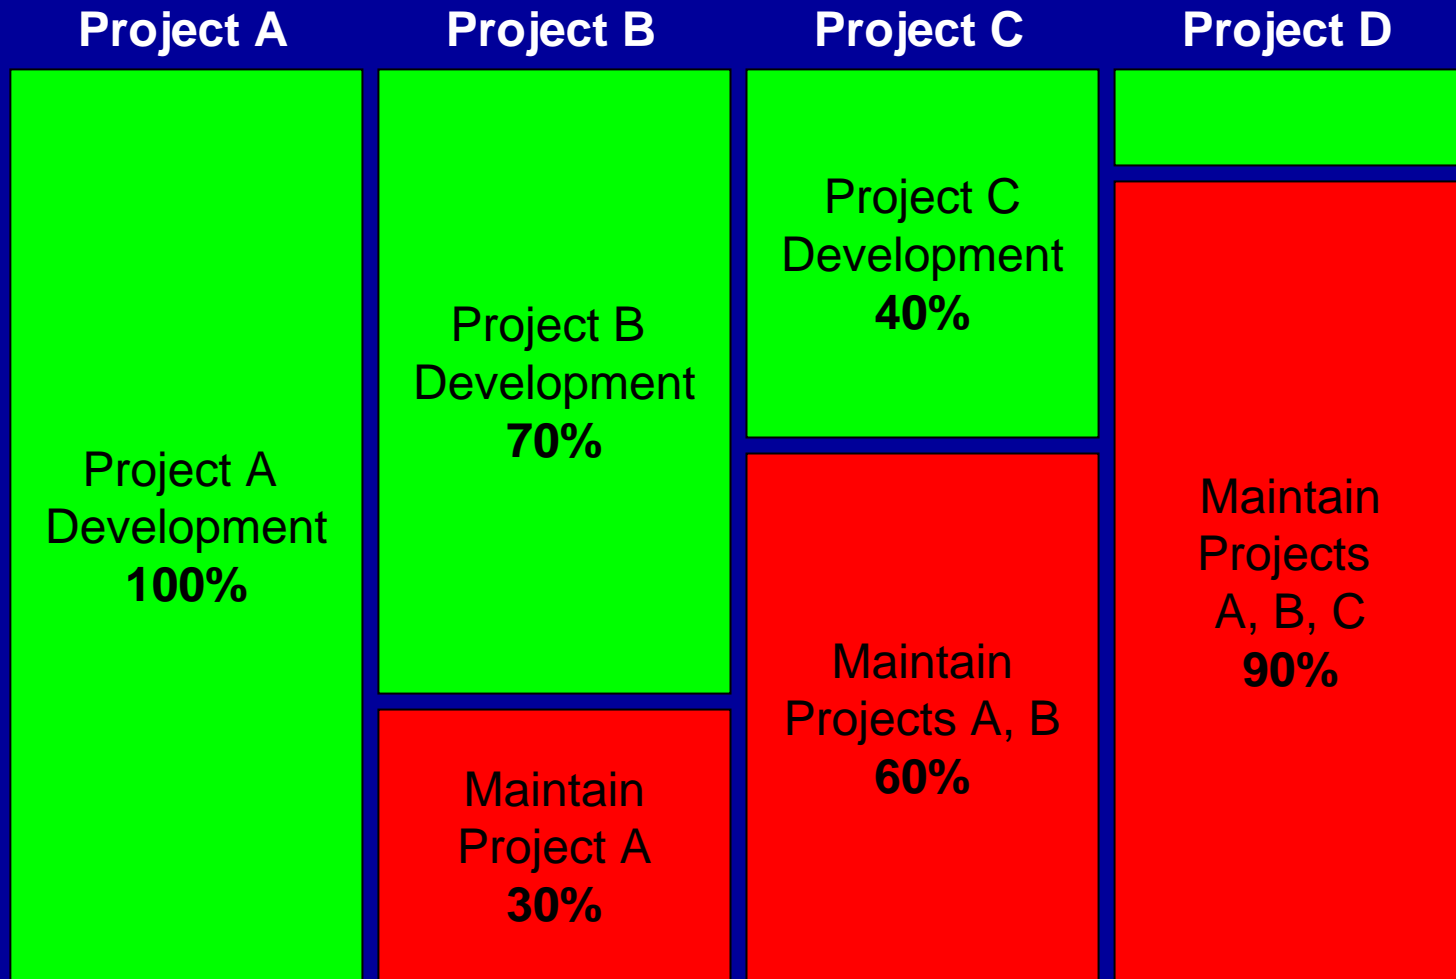 Project A
Project B
Project C
Project D
Project A
Development
100%
Project B
Development
70%
Maintain
Project A
30%
Project C
Development
40%
Maintain
Projects A, B
60%
Maintain
Projects
A, B, C
90%